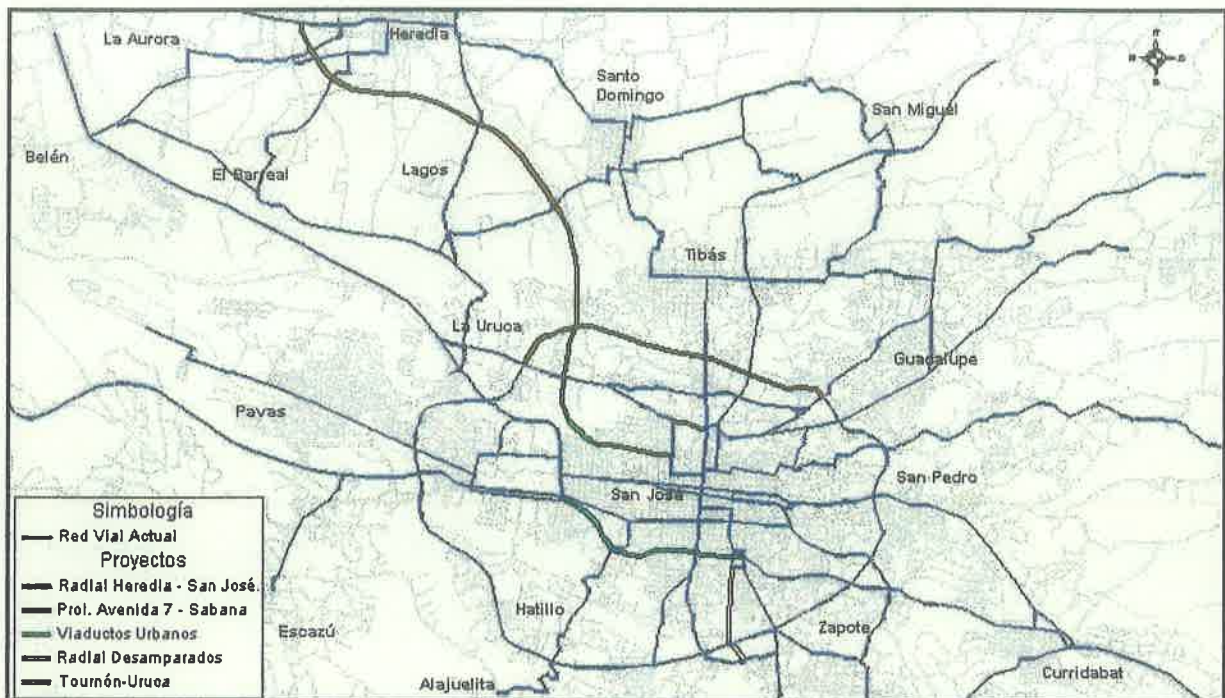 La Aurora
Heredia
Santo
Domingo
San Miguel
Belén
El Barreal
Lagos
Tibás
La Uruca
Guadalupe
Pavas
San José
San Pedro
Hatillo
Zapote
Escazú
Alajuelita
Curridabat
Simbología
Red Vial Actual
Proyectos
Radial Heredia - San José.
Prol. Avenida 7 - Sabana
Viaductos Urbanos
Radial Desamparados
Tournón-Uruca